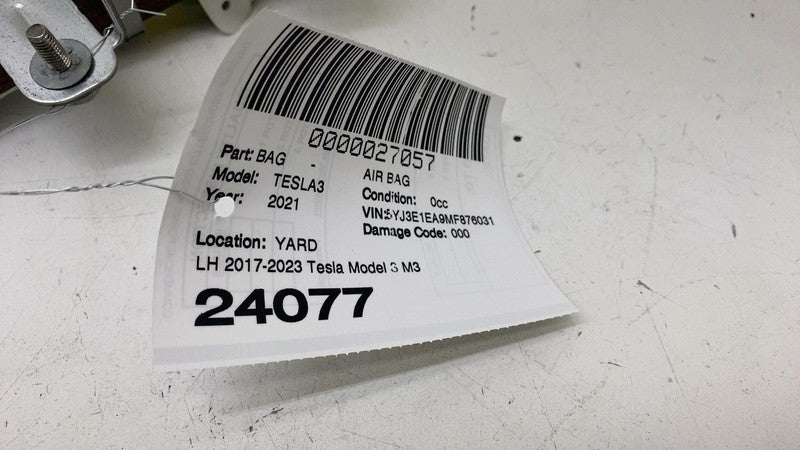 0000027057
Part: BAG - AIR BAG
Model: TESLA3 Condition: 0cc
Year: 2021 VIN:5YJ3E1EA9MF876031
Damage Code: 000
Location: YARD
LH 2017-2023 Tesla Model 3 M3
24077